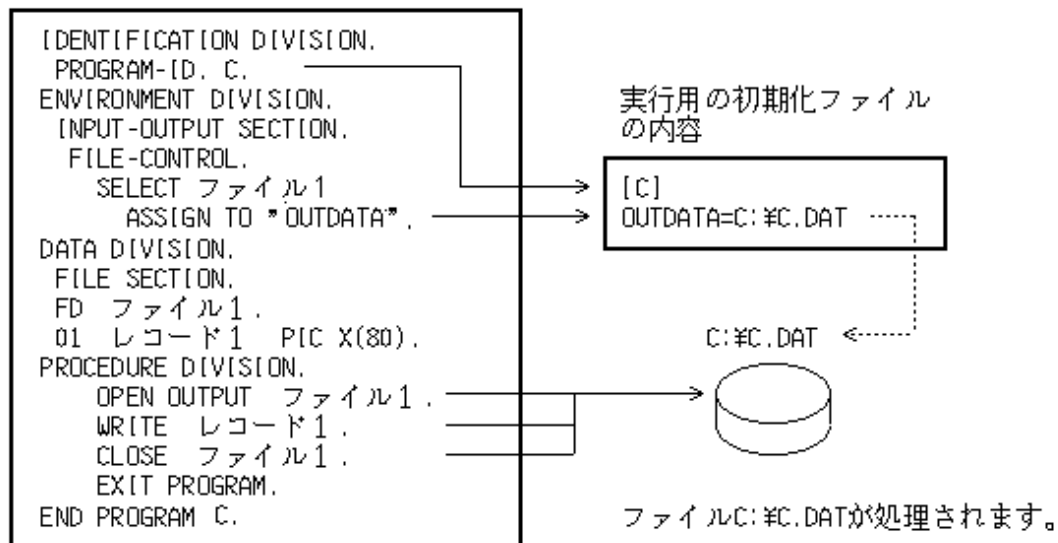 IDENTIFICATION DIVISION.
PROGRAM-ID. C.
ENVIRONMENT DIVISION.
INPUT-OUTPUT SECTION.
FILE-CONTROL.
SELECT ファイル1
ASSIGN TO "OUTDATA".
DATA DIVISION.
FILE SECTION.
FD ファイル1.
01 レコード1 PIC X(80).
PROCEDURE DIVISION.
OPEN OUTPUT ファイル1.
WRITE レコード1.
CLOSE ファイル1.
EXIT PROGRAM.
END PROGRAM C.
実行用の初期化ファイル
の内容
[C]
OUTDATA=C:¥C.DAT
C:¥C.DAT
ファイルC:¥C.DATが処理されます。